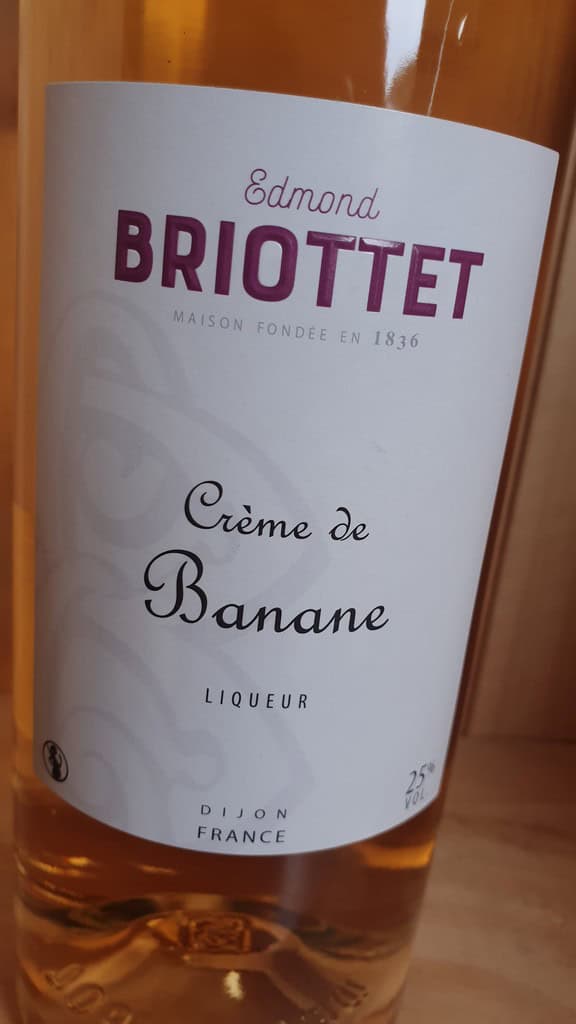 Edmond
BRIOTTET
MAISON FONDÉE EN 1836
Crème de
Banane
LIQUEUR
25%
VOL
DIJON
FRANCE